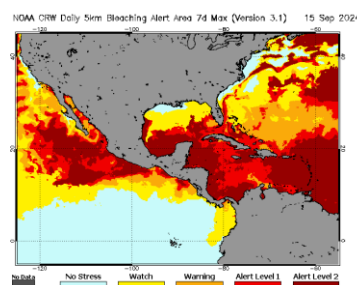 NOAA CRW Daily 5km Bleaching Alert Area 7d Max (Version 3.1) 15 Sep 2024
-120 -100 -80 -60
40
20
0
-120 -100 -80 -60
No Data No Stress Watch Warning Alert Level 1 Alert Level 2